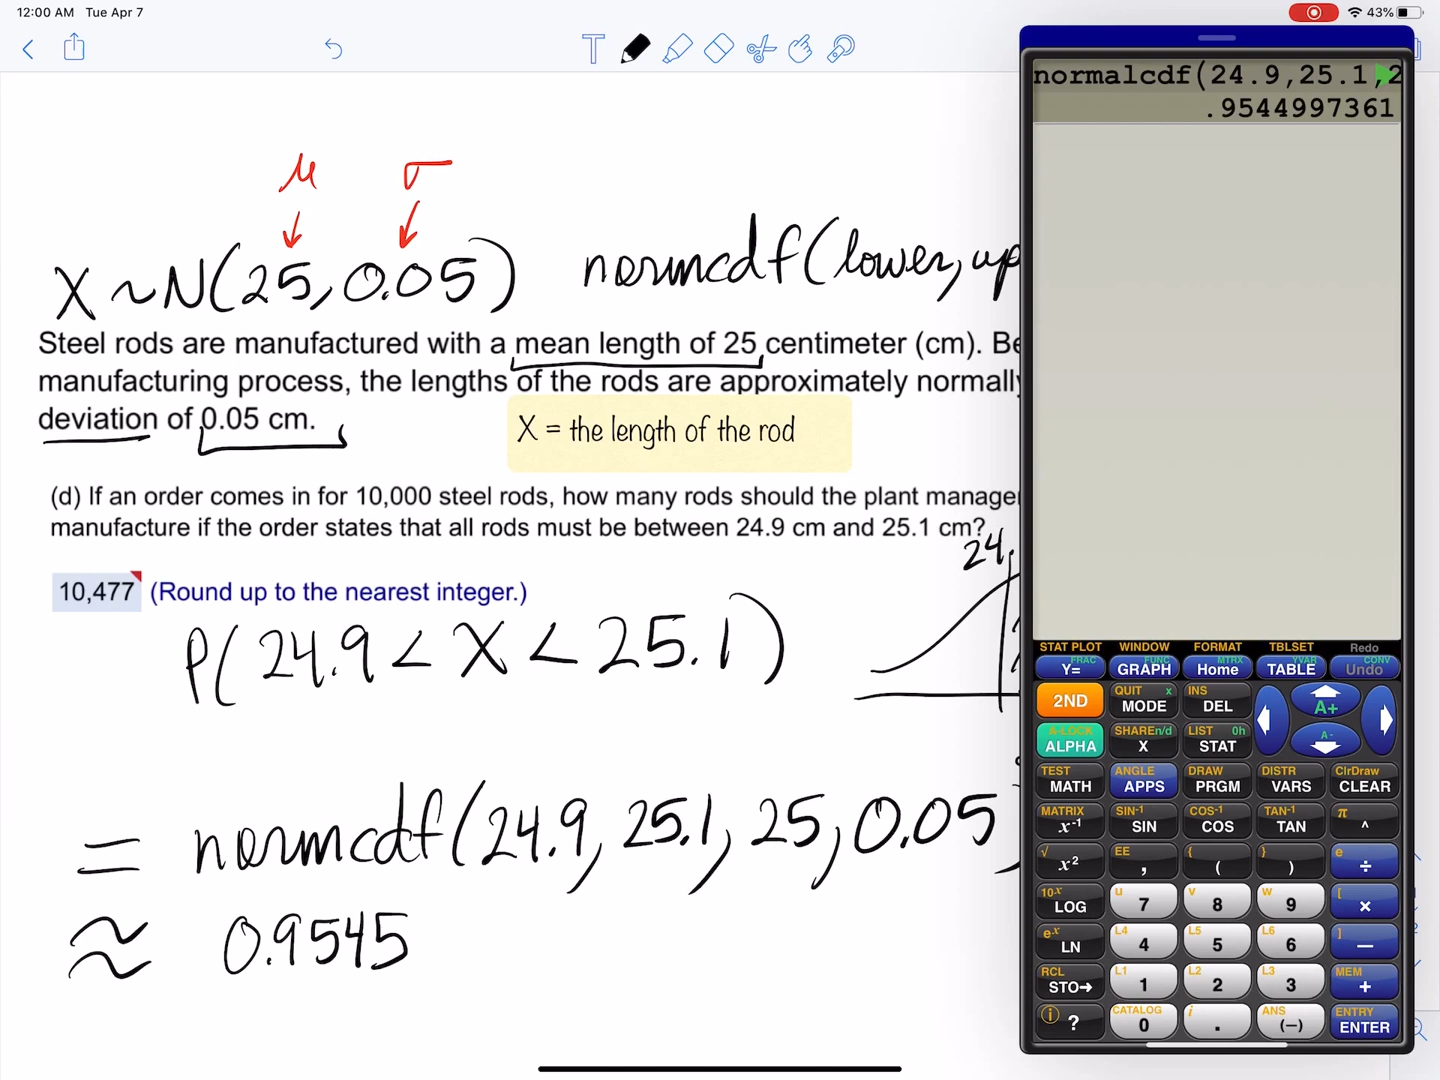 12:00 AM Tue Apr 7
43%
T
μ σ
X ~ N(25, 0.05) normcdf(lower, up
Steel rods are manufactured with a mean length of 25 centimeter (cm). Be
manufacturing process, the lengths of the rods are approximately normally
deviation of 0.05 cm.
X = the length of the rod
(d) If an order comes in for 10,000 steel rods, how many rods should the plant manager
manufacture if the order states that all rods must be between 24.9 cm and 25.1 cm?
24.
10,477 (Round up to the nearest integer.)
P(24.9 < X < 25.1)
= normcdf(24.9, 25.1, 25, 0.05
≈ 0.9545
normalcdf(24.9,25.1,2
.9544997361
STAT PLOT WINDOW FORMAT TBLSET Redo
FRAC FUNC MTRX YVAR CONV
Y= GRAPH Home TABLE Undo
QUIT x INS
2ND MODE DEL A+
A-LOCK SHARE n/d LIST 0h A-
ALPHA X STAT
TEST ANGLE DRAW DISTR ClrDraw
MATH APPS PRGM VARS CLEAR
MATRIX SIN⁻¹ COS⁻¹ TAN⁻¹ π
x⁻¹ SIN COS TAN ^
√ EE { } e
x² , ( ) ÷
10ˣ u v w [
LOG 7 8 9 ×
eˣ L4 L5 L6 ]
LN 4 5 6 −
RCL L1 L2 L3 MEM
STO→ 1 2 3 +
CATALOG i ANS ENTRY
? 0 . (−) ENTER